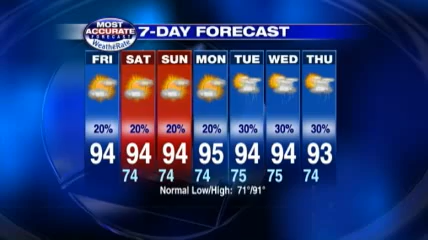 MOST
ACCURATE
FORECAST
WeatheRate
7-DAY FORECAST
FRI SAT SUN MON TUE WED THU
20% 20% 20% 20% 30% 30% 30%
94 94 94 95 94 94 93
74 74 74 75 75 74
Normal Low/High: 71°/91°